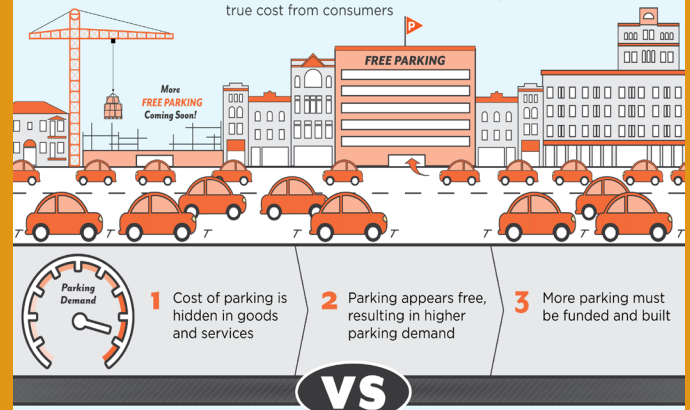 true cost from consumers
P
FREE PARKING
More
FREE PARKING
Coming Soon!
Parking
Demand
1 Cost of parking is
hidden in goods
and services
2 Parking appears free,
resulting in higher
parking demand
3 More parking must
be funded and built
VS